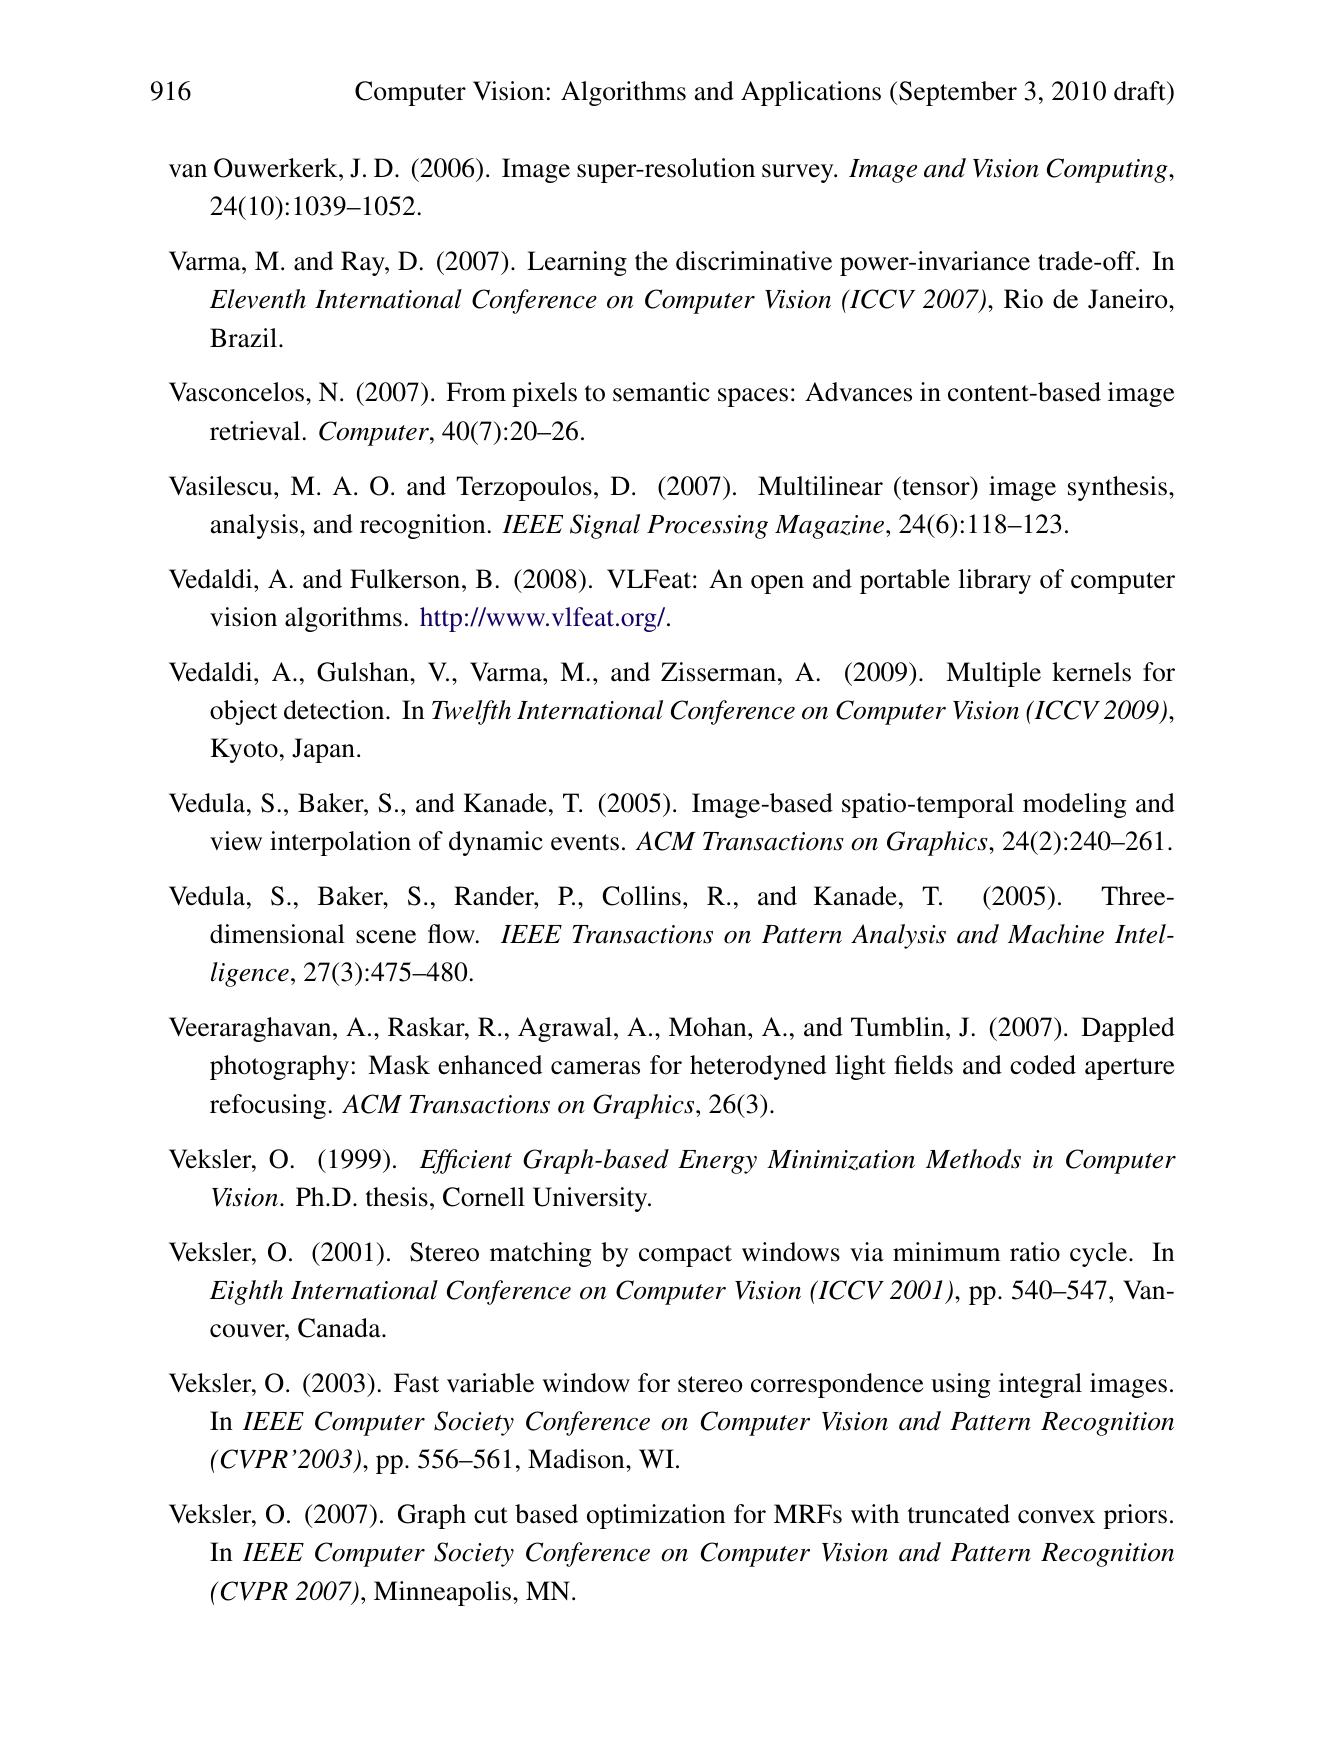 916 Computer Vision: Algorithms and Applications (September 3, 2010 draft)
van Ouwerkerk, J. D. (2006). Image super-resolution survey. Image and Vision Computing,
24(10):1039–1052.
Varma, M. and Ray, D. (2007). Learning the discriminative power-invariance trade-off. In
Eleventh International Conference on Computer Vision (ICCV 2007), Rio de Janeiro,
Brazil.
Vasconcelos, N. (2007). From pixels to semantic spaces: Advances in content-based image
retrieval. Computer, 40(7):20–26.
Vasilescu, M. A. O. and Terzopoulos, D. (2007). Multilinear (tensor) image synthesis,
analysis, and recognition. IEEE Signal Processing Magazine, 24(6):118–123.
Vedaldi, A. and Fulkerson, B. (2008). VLFeat: An open and portable library of computer
vision algorithms. http://www.vlfeat.org/.
Vedaldi, A., Gulshan, V., Varma, M., and Zisserman, A. (2009). Multiple kernels for
object detection. In Twelfth International Conference on Computer Vision (ICCV 2009),
Kyoto, Japan.
Vedula, S., Baker, S., and Kanade, T. (2005). Image-based spatio-temporal modeling and
view interpolation of dynamic events. ACM Transactions on Graphics, 24(2):240–261.
Vedula, S., Baker, S., Rander, P., Collins, R., and Kanade, T. (2005). Three-
dimensional scene flow. IEEE Transactions on Pattern Analysis and Machine Intel-
ligence, 27(3):475–480.
Veeraraghavan, A., Raskar, R., Agrawal, A., Mohan, A., and Tumblin, J. (2007). Dappled
photography: Mask enhanced cameras for heterodyned light fields and coded aperture
refocusing. ACM Transactions on Graphics, 26(3).
Veksler, O. (1999). Efficient Graph-based Energy Minimization Methods in Computer
Vision. Ph.D. thesis, Cornell University.
Veksler, O. (2001). Stereo matching by compact windows via minimum ratio cycle. In
Eighth International Conference on Computer Vision (ICCV 2001), pp. 540–547, Van-
couver, Canada.
Veksler, O. (2003). Fast variable window for stereo correspondence using integral images.
In IEEE Computer Society Conference on Computer Vision and Pattern Recognition
(CVPR’2003), pp. 556–561, Madison, WI.
Veksler, O. (2007). Graph cut based optimization for MRFs with truncated convex priors.
In IEEE Computer Society Conference on Computer Vision and Pattern Recognition
(CVPR 2007), Minneapolis, MN.